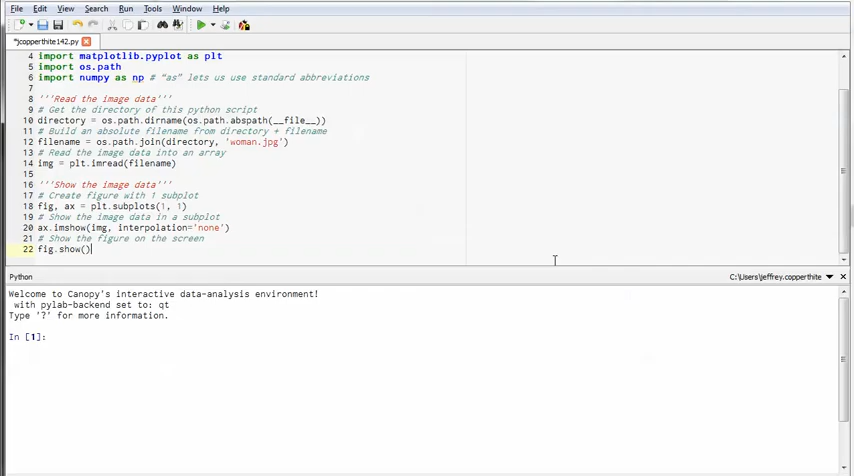 File Edit View Search Run Tools Window Help
*jcopperthite142.py
4 import matplotlib.pyplot as plt
5 import os.path
6 import numpy as np # “as” lets us use standard abbreviations
7
8 '''Read the image data'''
9 # Get the directory of this python script
10 directory = os.path.dirname(os.path.abspath(__file__))
11 # Build an absolute filename from directory + filename
12 filename = os.path.join(directory, 'woman.jpg')
13 # Read the image data into an array
14 img = plt.imread(filename)
15
16 '''Show the image data'''
17 # Create figure with 1 subplot
18 fig, ax = plt.subplots(1, 1)
19 # Show the image data in a subplot
20 ax.imshow(img, interpolation='none')
21 # Show the figure on the screen
22 fig.show()
Python C:\Users\jeffrey.copperthite
Welcome to Canopy's interactive data-analysis environment!
with pylab-backend set to: qt
Type '?' for more information.
In [1]: